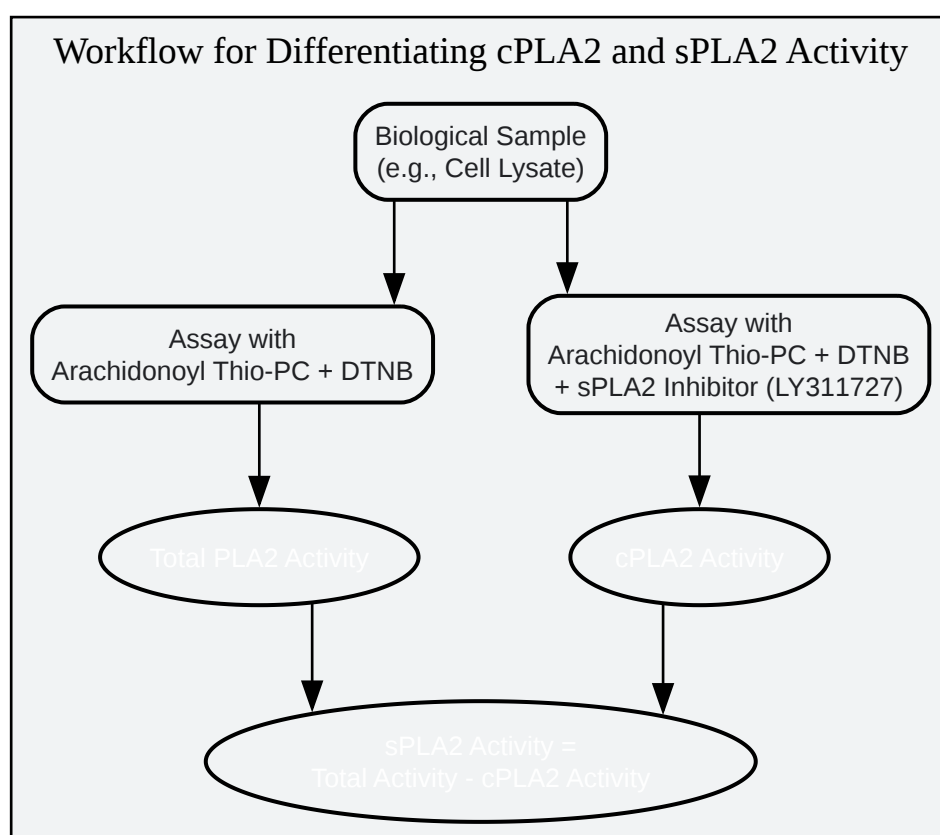 Workflow for Differentiating cPLA2 and sPLA2 Activity
Biological Sample
(e.g., Cell Lysate)
Assay with
Arachidonoyl Thio-PC + DTNB
Assay with
Arachidonoyl Thio-PC + DTNB
+ sPLA2 Inhibitor (LY311727)
Total PLA2 Activity
cPLA2 Activity
sPLA2 Activity =
Total Activity - cPLA2 Activity